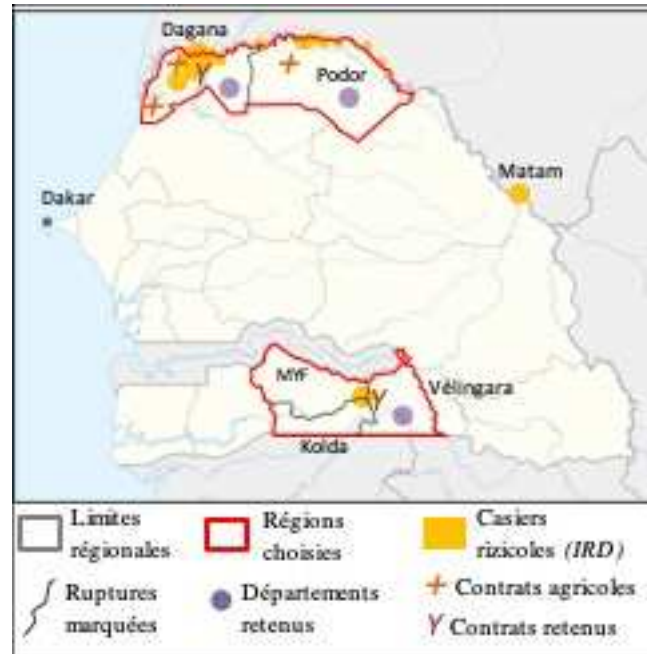 Dagana
Podor
Matam
Dakar
MYF
Vélingara
Kolda
Limites
régionales
Régions
choisies
Casiers
rizicoles (IRD)
Ruptures
marquées
Départements
retenus
Contrats agricoles
Contrats retenus